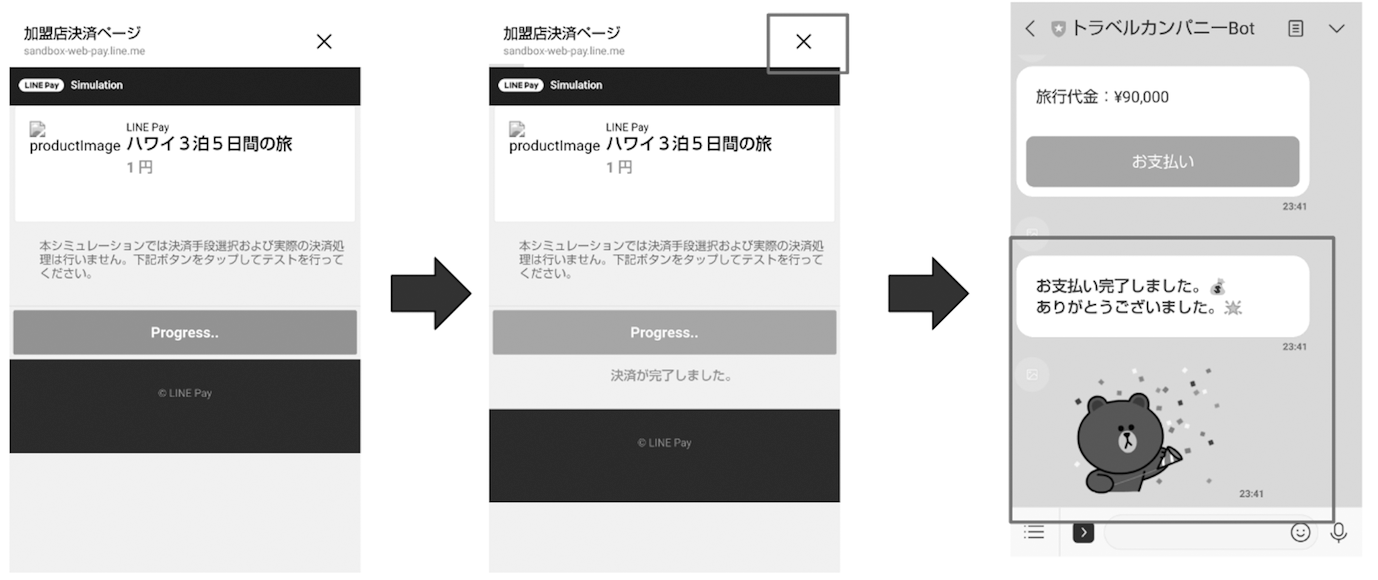 加盟店決済ページ
sandbox-web-pay.line.me
LINE Pay Simulation
productImage
LINE Pay
ハワイ３泊５日間の旅
1 円
本シミュレーションでは決済手段選択および実際の決済処
理は行いません。下記ボタンをタップしてテストを行って
ください。
Progress..
© LINE Pay
加盟店決済ページ
sandbox-web-pay.line.me
LINE Pay Simulation
productImage
LINE Pay
ハワイ３泊５日間の旅
1 円
本シミュレーションでは決済手段選択および実際の決済処
理は行いません。下記ボタンをタップしてテストを行って
ください。
Progress..
決済が完了しました。
© LINE Pay
トラベルカンパニーBot
旅行代金：¥90,000
お支払い
23:41
お支払い完了しました。💰
ありがとうございました。🌟
23:41
23:41